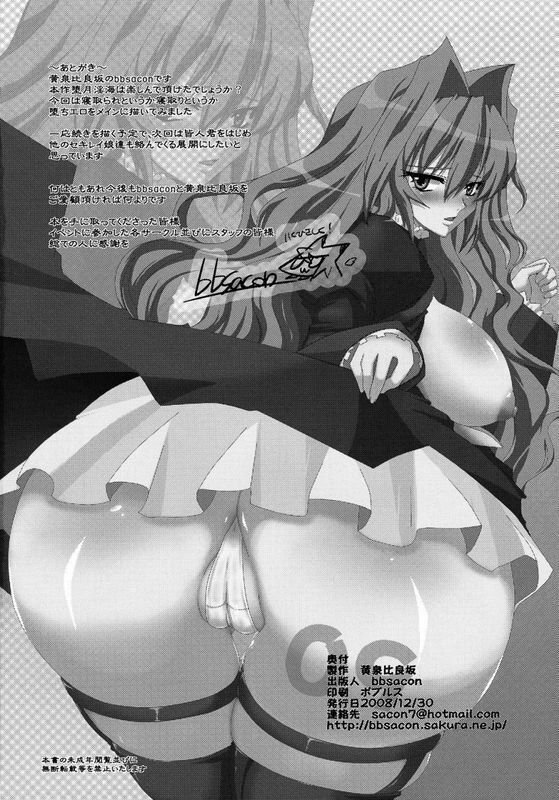 ～あとがき～
黄泉比良坂のbbsaconです
本作堕月淫海は楽しんで頂けたでしょうか？
今回は寝取られというか寝取りというか
堕ちエロをメインに描いてみました
一応続きを描く予定で、次回は皆人君をはじめ
他のセキレイ娘達も絡んでくる展開にしたいと
思っています
何はともあれ今後もbbsaconと黄泉比良坂を
ご愛顧頂ければ何よりです
本を手に取ってくださった皆様
イベントに参加した各サークル並びにスタッフの皆様
総ての人に感謝を
bbsacon
奥付
製作 黄泉比良坂
出版人 bbsacon
印刷 ポプルス
発行日2008/12/30
連絡先 sacon7@hotmail.com
http://bbsacon.sakura.ne.jp/
本書の未成年閲覧並びに
無断転載等を禁止いたします